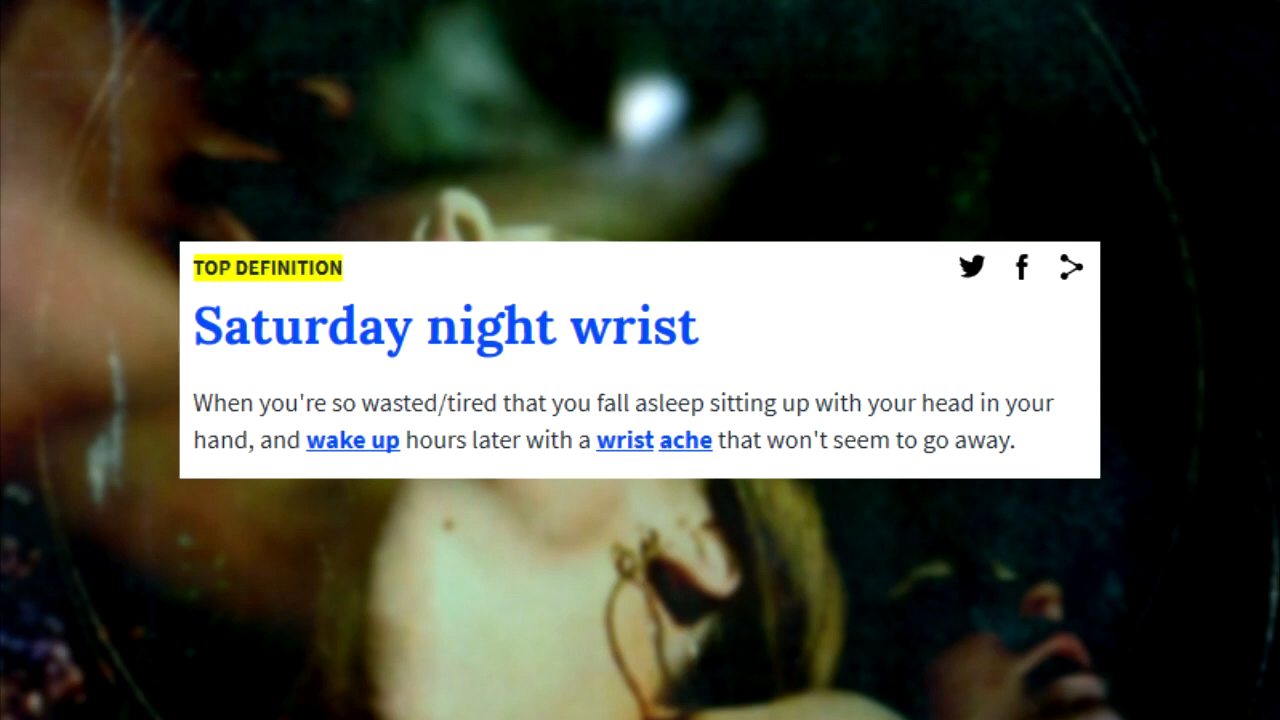 TOP DEFINITION
Saturday night wrist
When you're so wasted/tired that you fall asleep sitting up with your head in your
hand, and wake up hours later with a wrist ache that won't seem to go away.